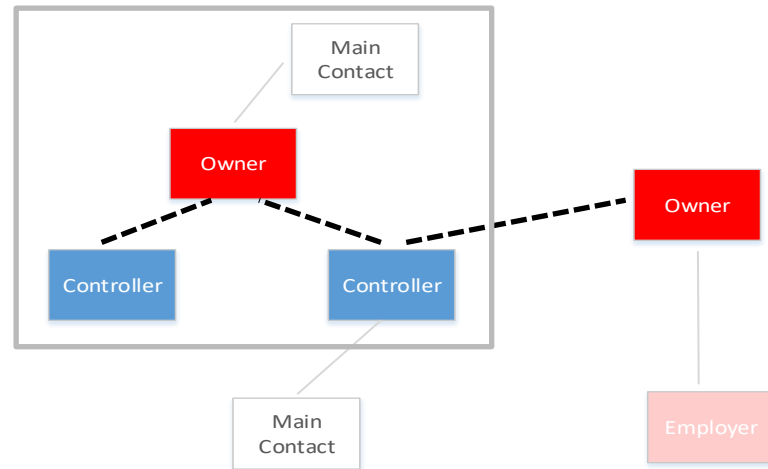 Main
Contact
Owner
Owner
Controller
Controller
Main
Contact
Employer